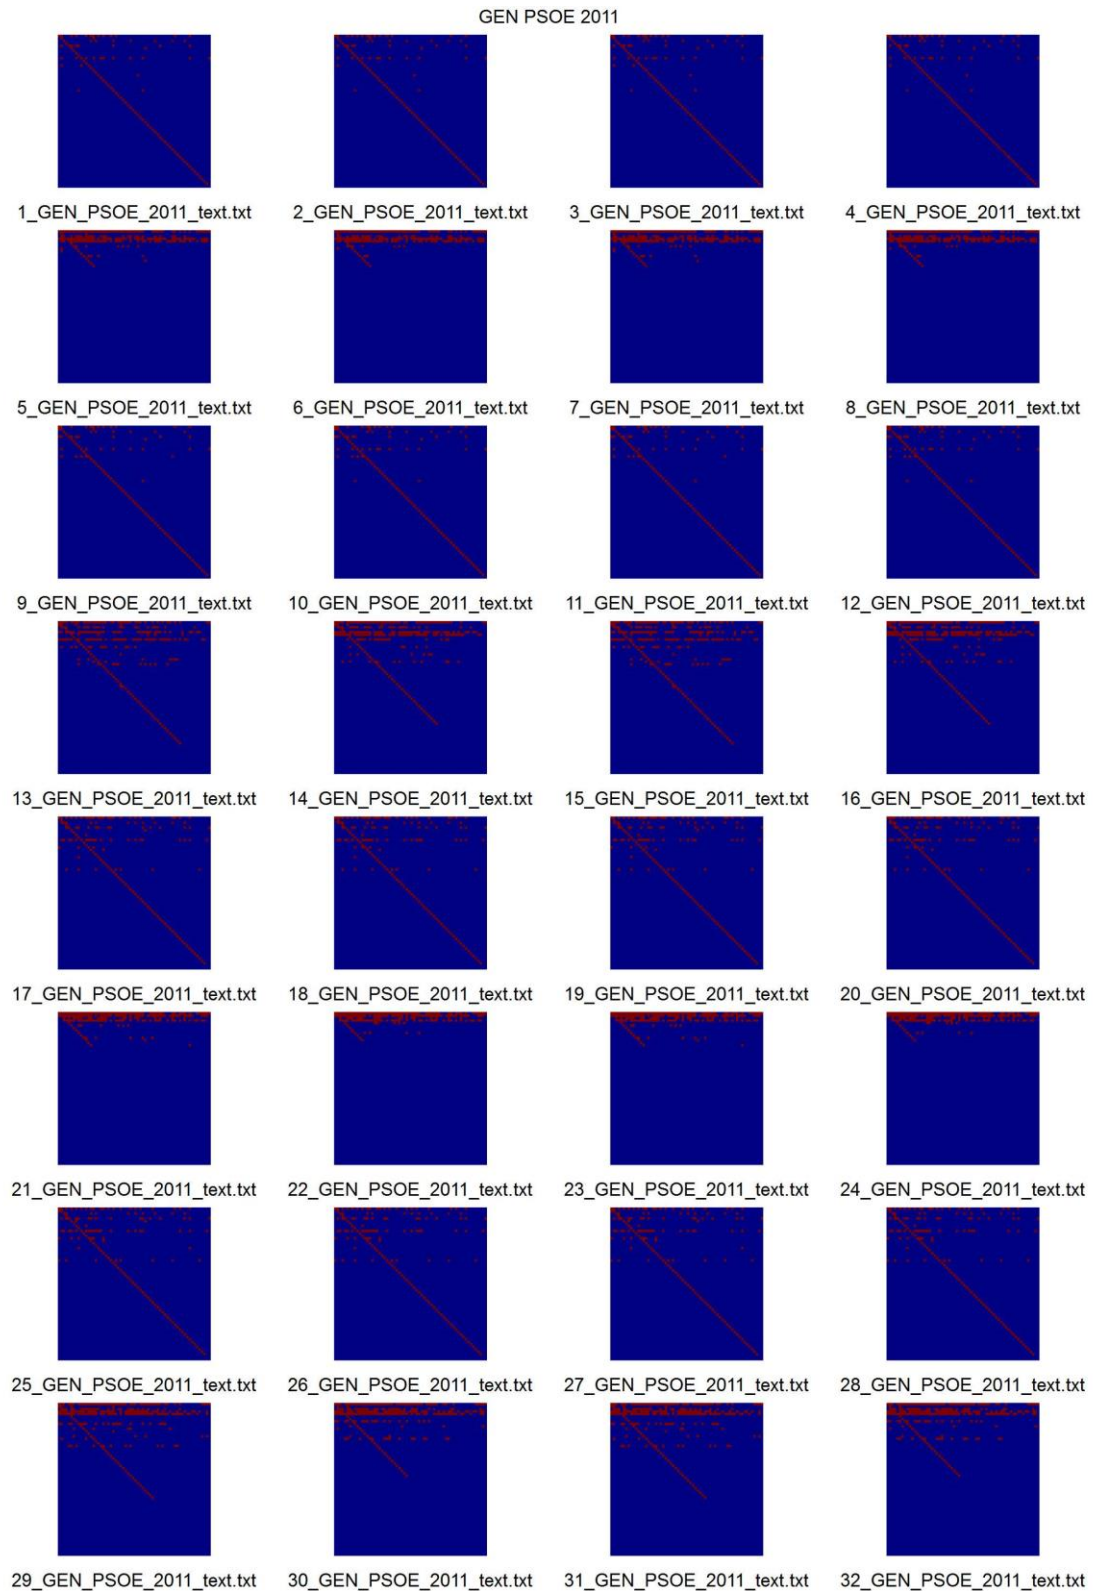 GEN PSOE 2011
1_GEN_PSOE_2011_text.txt 2_GEN_PSOE_2011_text.txt 3_GEN_PSOE_2011_text.txt 4_GEN_PSOE_2011_text.txt
5_GEN_PSOE_2011_text.txt 6_GEN_PSOE_2011_text.txt 7_GEN_PSOE_2011_text.txt 8_GEN_PSOE_2011_text.txt
9_GEN_PSOE_2011_text.txt 10_GEN_PSOE_2011_text.txt 11_GEN_PSOE_2011_text.txt 12_GEN_PSOE_2011_text.txt
13_GEN_PSOE_2011_text.txt 14_GEN_PSOE_2011_text.txt 15_GEN_PSOE_2011_text.txt 16_GEN_PSOE_2011_text.txt
17_GEN_PSOE_2011_text.txt 18_GEN_PSOE_2011_text.txt 19_GEN_PSOE_2011_text.txt 20_GEN_PSOE_2011_text.txt
21_GEN_PSOE_2011_text.txt 22_GEN_PSOE_2011_text.txt 23_GEN_PSOE_2011_text.txt 24_GEN_PSOE_2011_text.txt
25_GEN_PSOE_2011_text.txt 26_GEN_PSOE_2011_text.txt 27_GEN_PSOE_2011_text.txt 28_GEN_PSOE_2011_text.txt
29_GEN_PSOE_2011_text.txt 30_GEN_PSOE_2011_text.txt 31_GEN_PSOE_2011_text.txt 32_GEN_PSOE_2011_text.txt